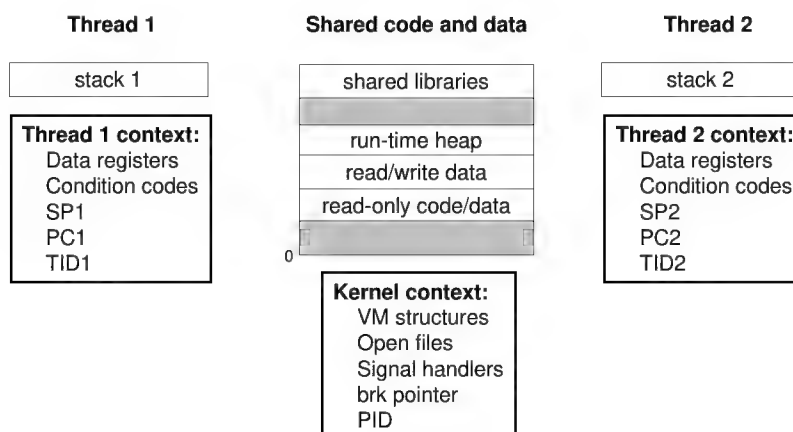 Thread 1
stack 1
Thread 1 context:
Data registers
Condition codes
SP1
PC1
TID1
Shared code and data
shared libraries
run-time heap
read/write data
read-only code/data
0
Kernel context:
VM structures
Open files
Signal handlers
brk pointer
PID
Thread 2
stack 2
Thread 2 context:
Data registers
Condition codes
SP2
PC2
TID2